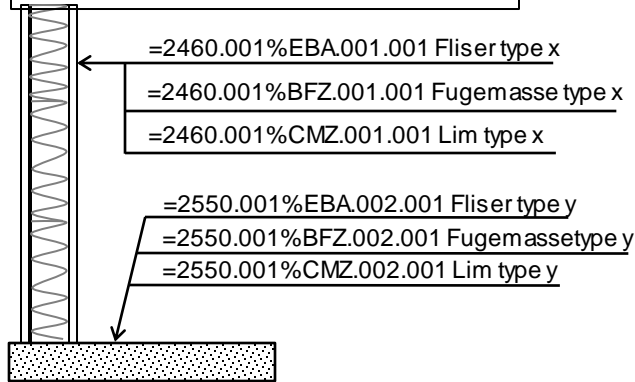 =2460.001%EBA.001.001 Fliser type x
=2460.001%BFZ.001.001 Fugemasse type x
=2460.001%CMZ.001.001 Lim type x
=2550.001%EBA.002.001 Fliser type y
=2550.001%BFZ.002.001 Fugemasse type y
=2550.001%CMZ.002.001 Lim type y